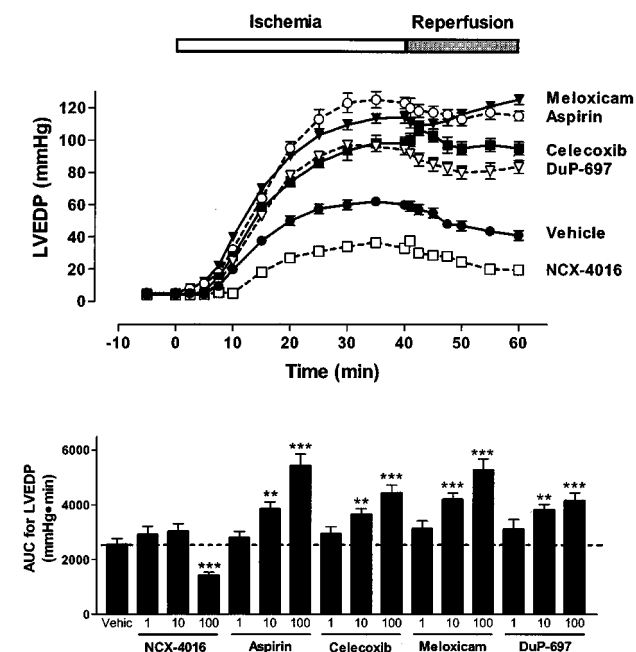 Ischemia Reperfusion
LVEDP (mmHg)
120
100
80
60
40
20
0
Meloxicam
Aspirin
Celecoxib
DuP-697
Vehicle
NCX-4016
-10 0 10 20 30 40 50 60
Time (min)
AUC for LVEDP
(mmHg•min)
6000
4000
2000
0
*** ** *** ** *** *** *** ** ***
Vehic 1 10 100 1 10 100 1 10 100 1 10 100 1 10 100
NCX-4016 Aspirin Celecoxib Meloxicam DuP-697